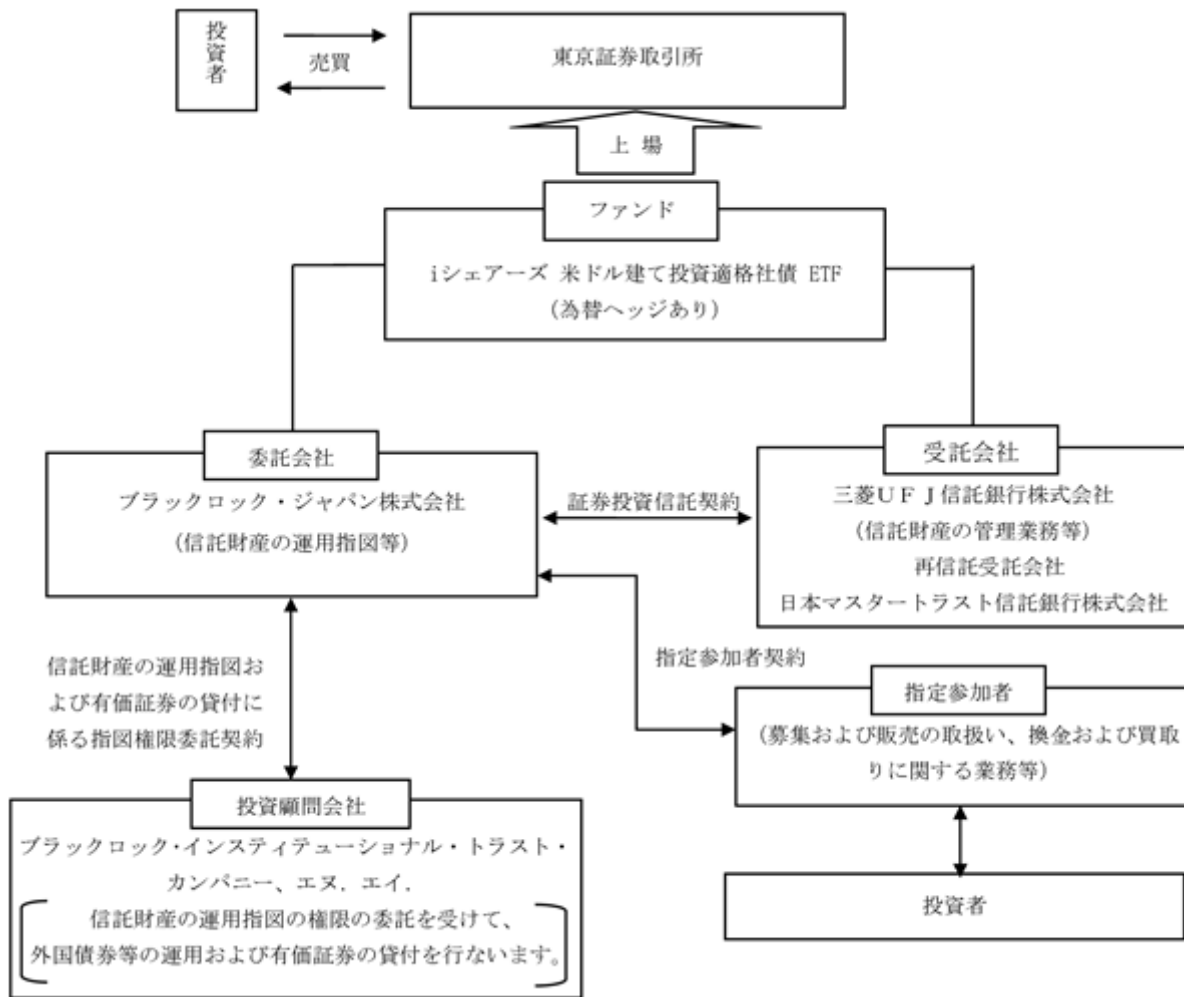 投資者
売買
東京証券取引所
上 場
ファンド
iシェアーズ 米ドル建て投資適格社債 ETF
(為替ヘッジあり)
委託会社
ブラックロック・ジャパン株式会社
(信託財産の運用指図等)
証券投資信託契約
受託会社
三菱UFJ信託銀行株式会社
(信託財産の管理業務等)
再信託受託会社
日本マスタートラスト信託銀行株式会社
信託財産の運用指図お
よび有価証券の貸付に
係る指図権限委託契約
指定参加者契約
指定参加者
(募集および販売の取扱い、換金および買取
りに関する業務等)
投資顧問会社
ブラックロック・インスティテューショナル・トラスト・
カンパニー、エヌ.エイ.
信託財産の運用指図の権限の委託を受けて、
外国債券等の運用および有価証券の貸付を行ないます。
投資者